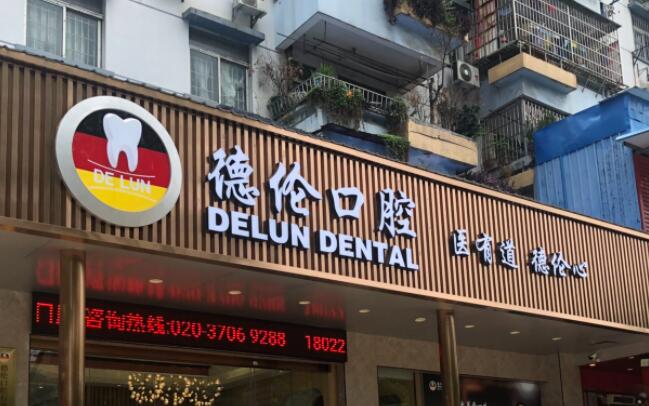 DE LUN
德伦口腔
DELUN DENTAL
医有道 德伦心
咨询热线:020-3706 9288 18022